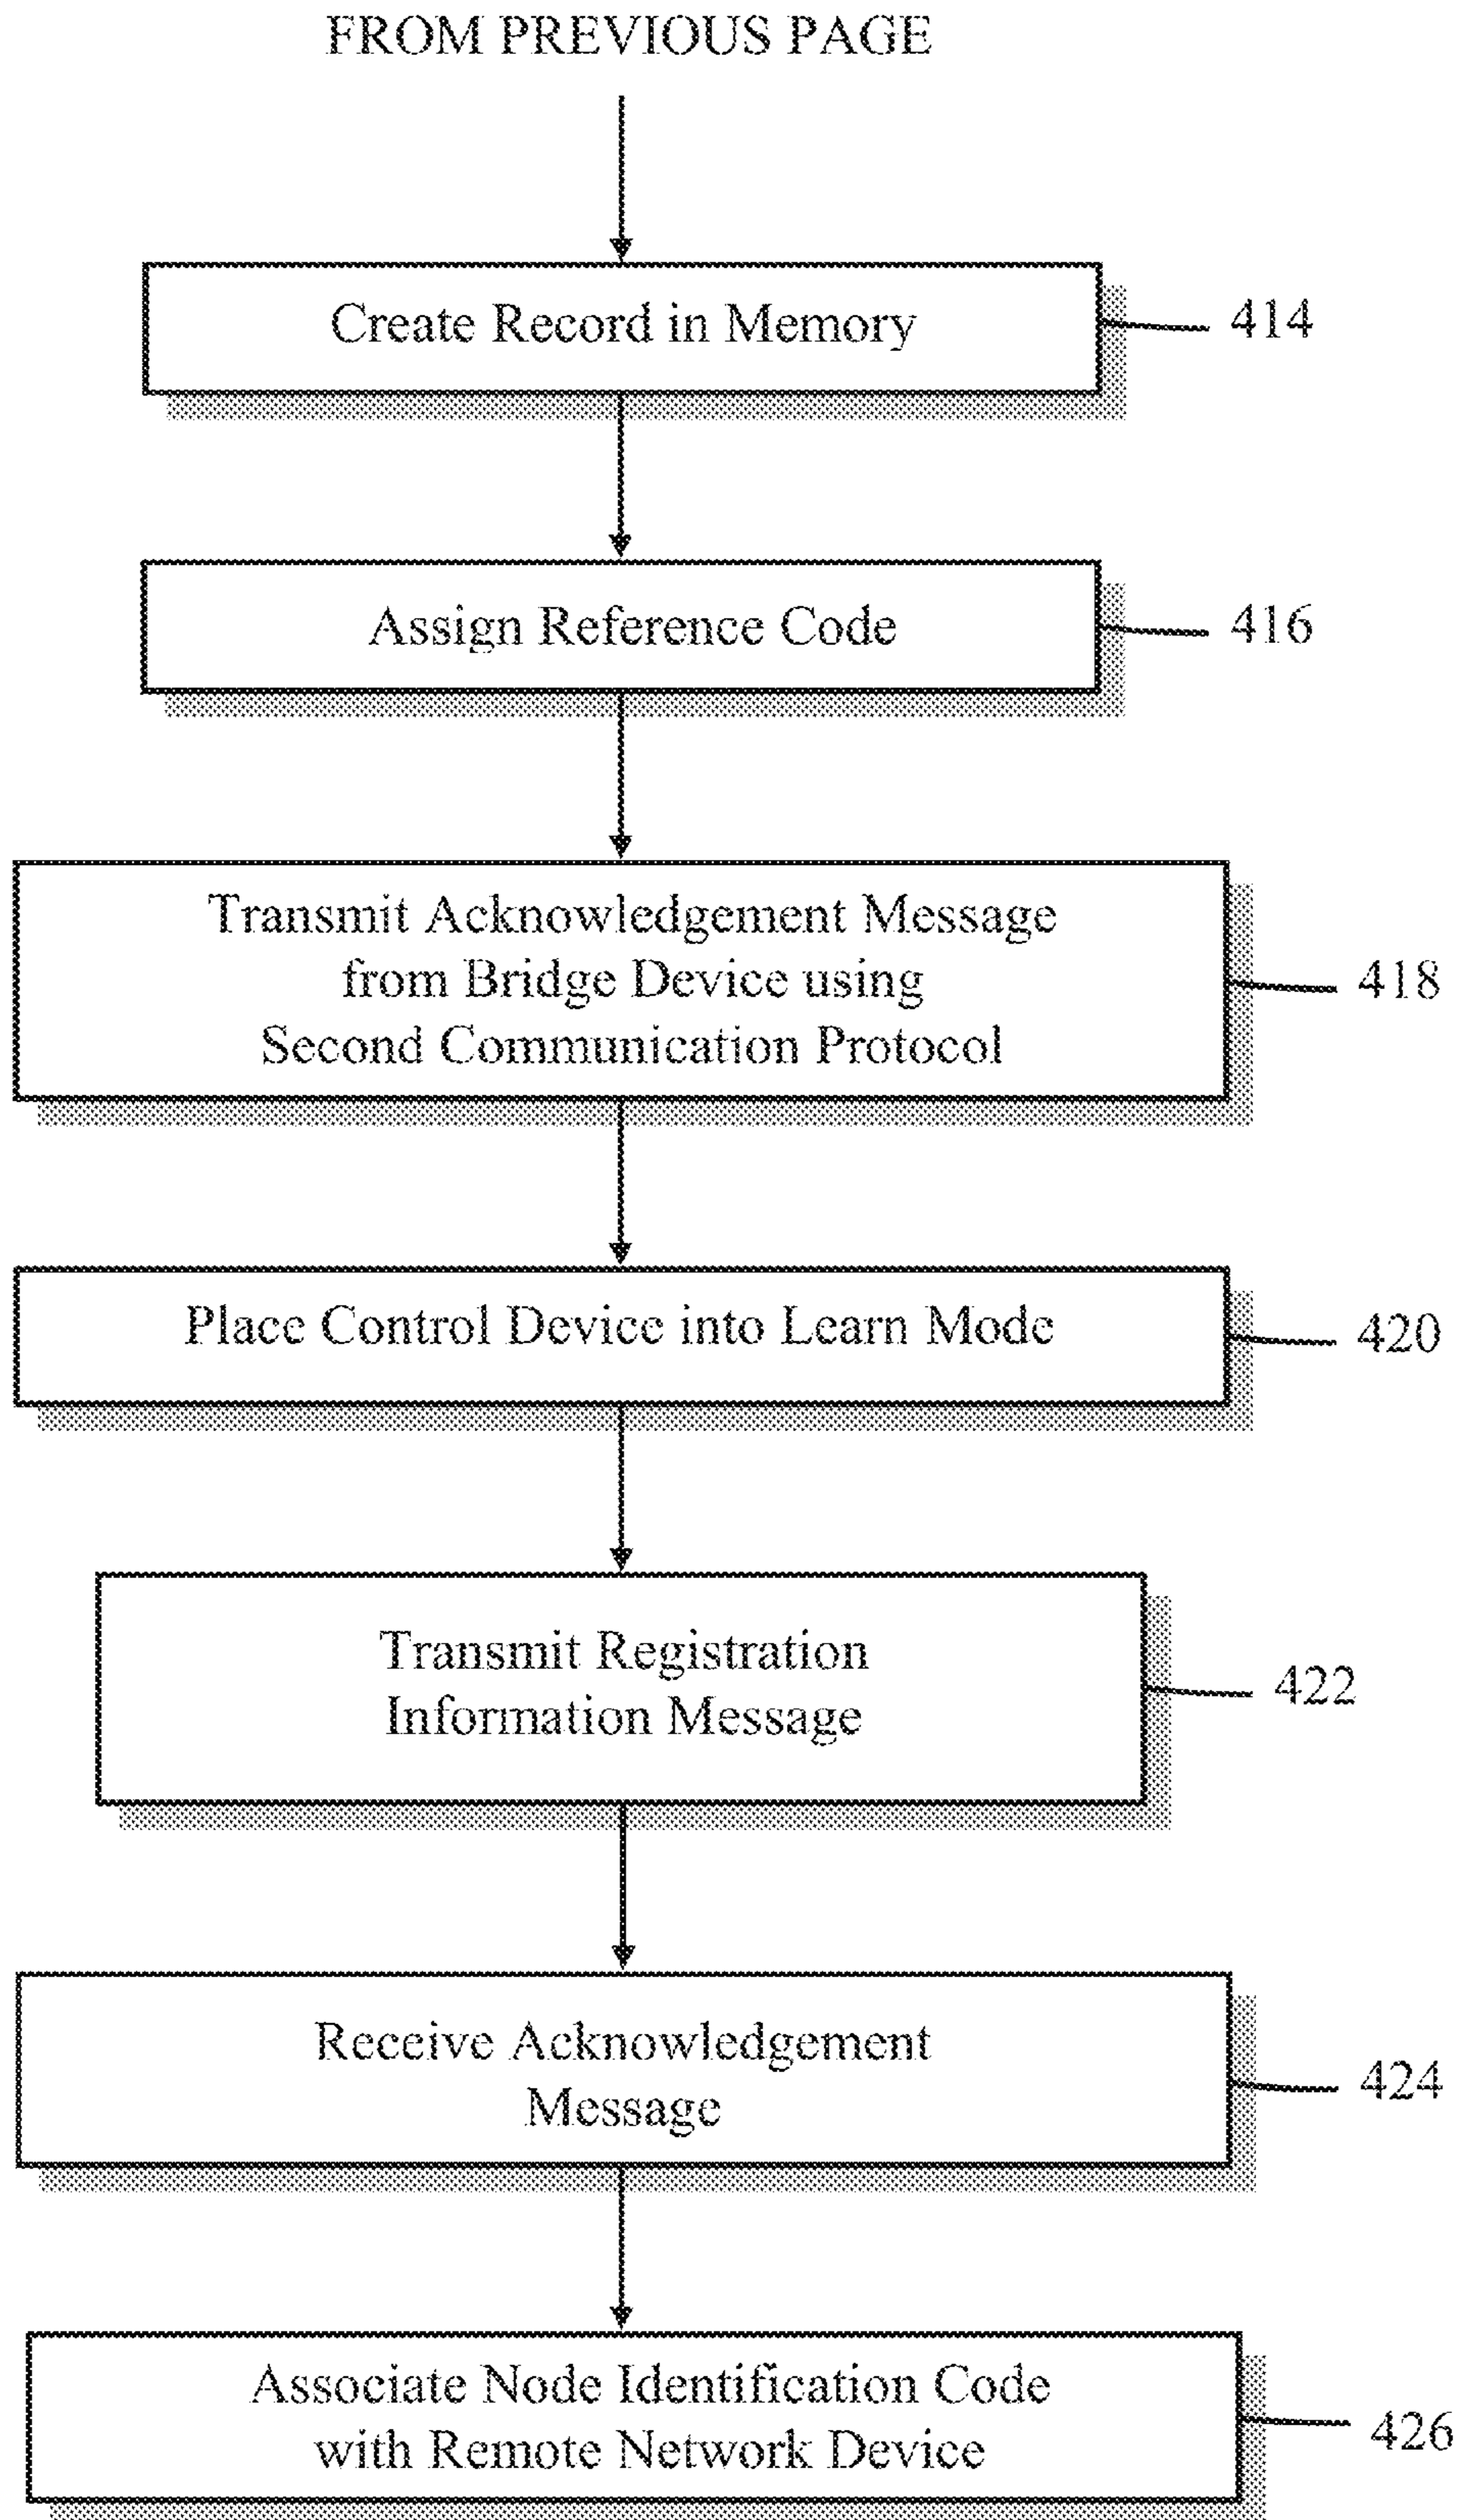 FROM PREVIOUS PAGE
Create Record in Memory
414
Assign Reference Code
416
Transmit Acknowledgement Message
from Bridge Device using
Second Communication Protocol
418
Place Control Device into Learn Mode
420
Transmit Registration
Information Message
422
Receive Acknowledgement
Message
424
Associate Node Identification Code
with Remote Network Device
426